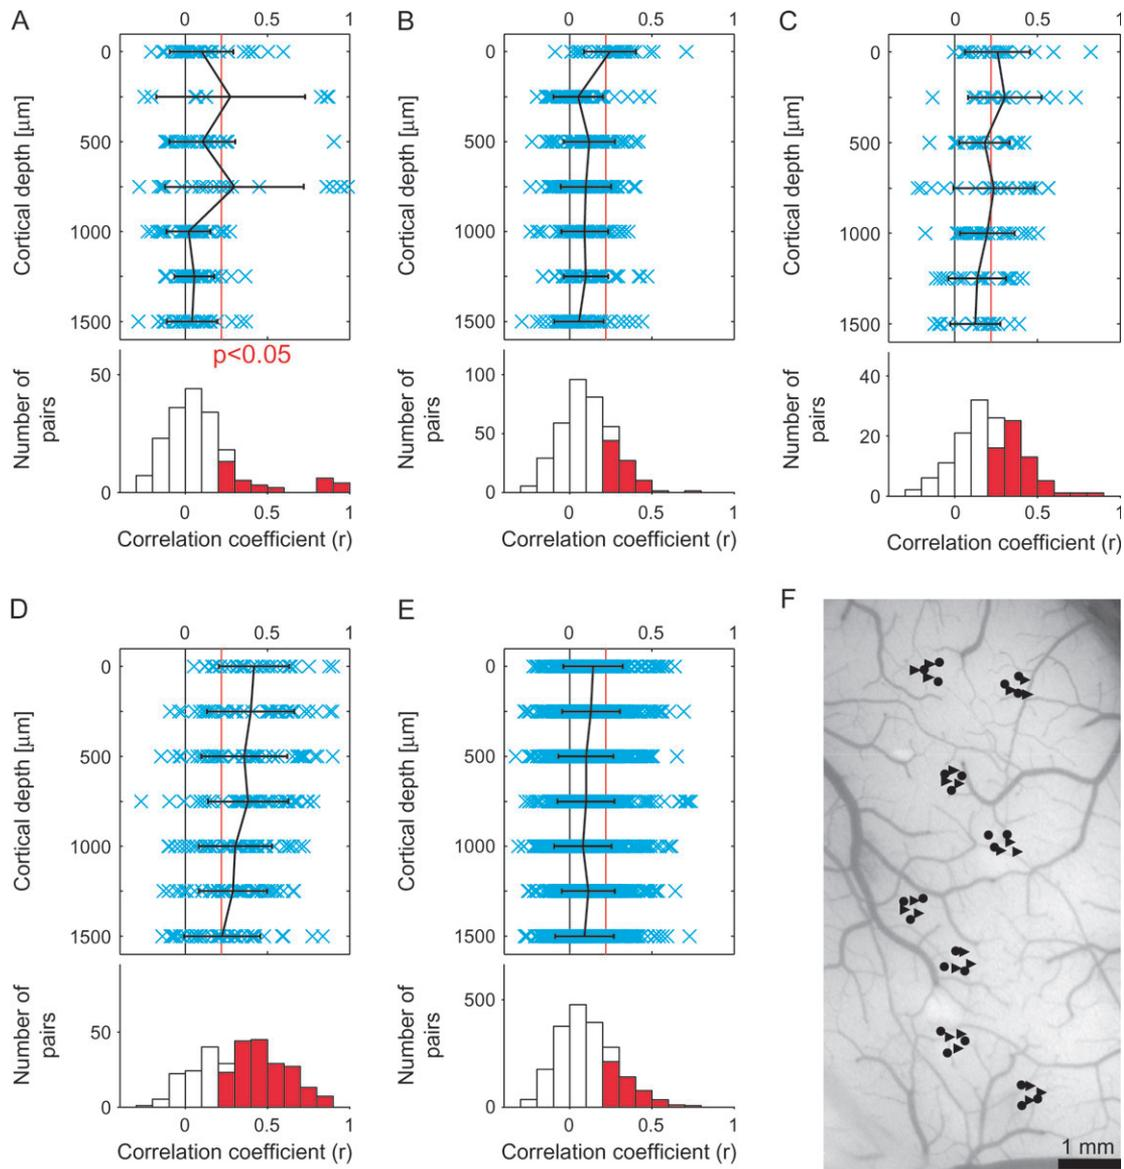 A
B
C
0 0.5 1
0 0.5 1
0 0.5 1
Cortical depth [µm]
0
500
1000
1500
Cortical depth [µm]
0
500
1000
1500
Cortical depth [µm]
0
500
1000
1500
p<0.05
Number of
pairs
50
0
Number of
pairs
100
50
0
Number of
pairs
40
20
0
0 0.5 1
0 0.5 1
0 0.5 1
Correlation coefficient (r)
Correlation coefficient (r)
Correlation coefficient (r)
D
E
F
0 0.5 1
0 0.5 1
Cortical depth [µm]
0
500
1000
1500
Cortical depth [µm]
0
500
1000
1500
Number of
pairs
50
0
Number of
pairs
500
0
0 0.5 1
0 0.5 1
Correlation coefficient (r)
Correlation coefficient (r)
1 mm